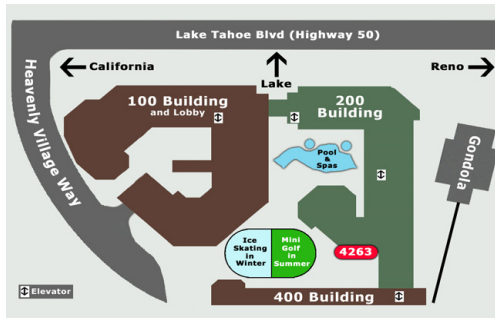 Lake Tahoe Blvd (Highway 50)
California
Lake
Reno
Heavenly Village Way
100 Building
and Lobby
200
Building
Pool
&
Spas
Gondola
Ice
Skating
in
Winter
Mini
Golf
in
Summer
4263
Elevator
400 Building